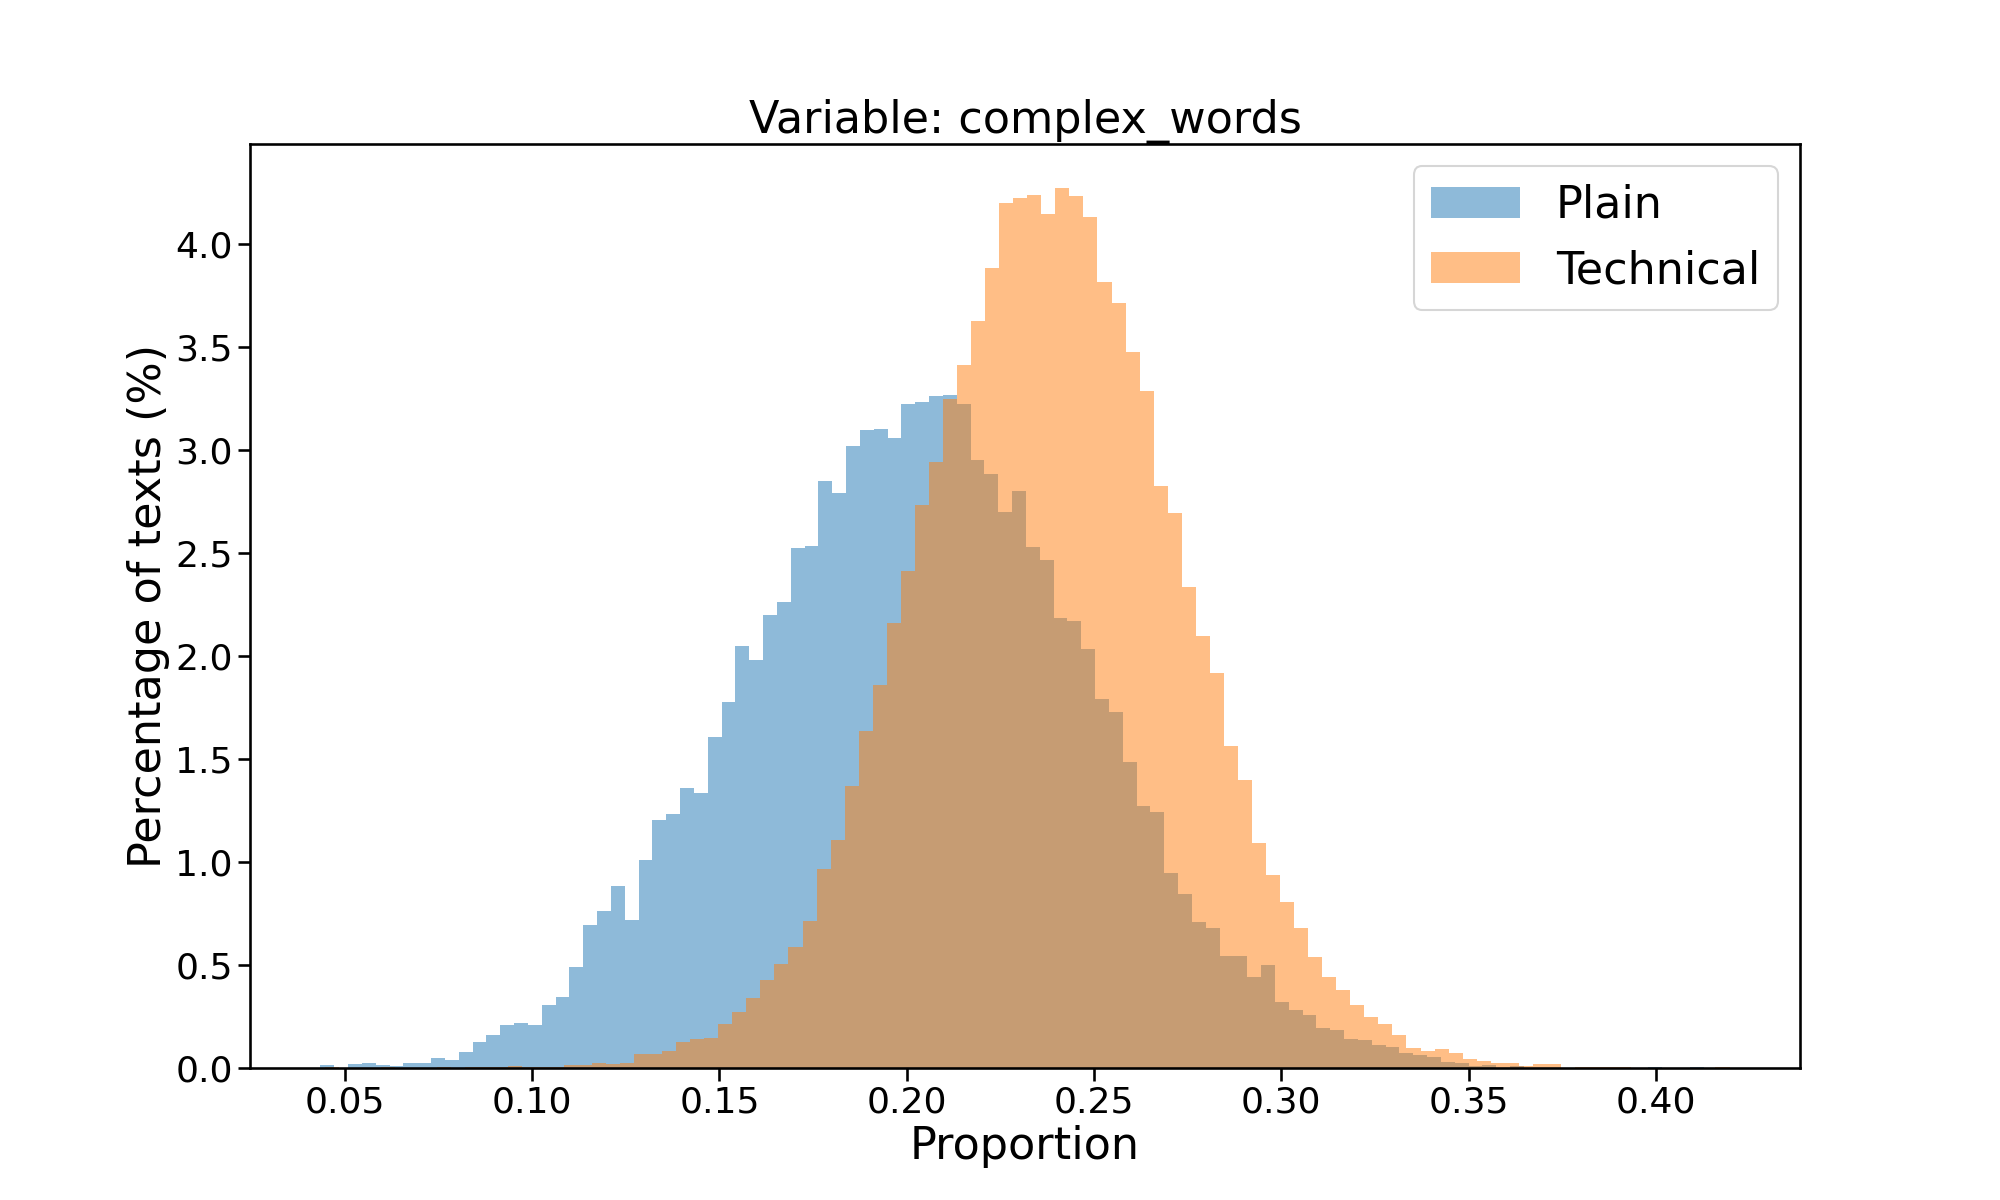 Variable: complex_words
Plain
Technical
Percentage of texts (%)
4.0
3.5
3.0
2.5
2.0
1.5
1.0
0.5
0.0
0.05 0.10 0.15 0.20 0.25 0.30 0.35 0.40
Proportion